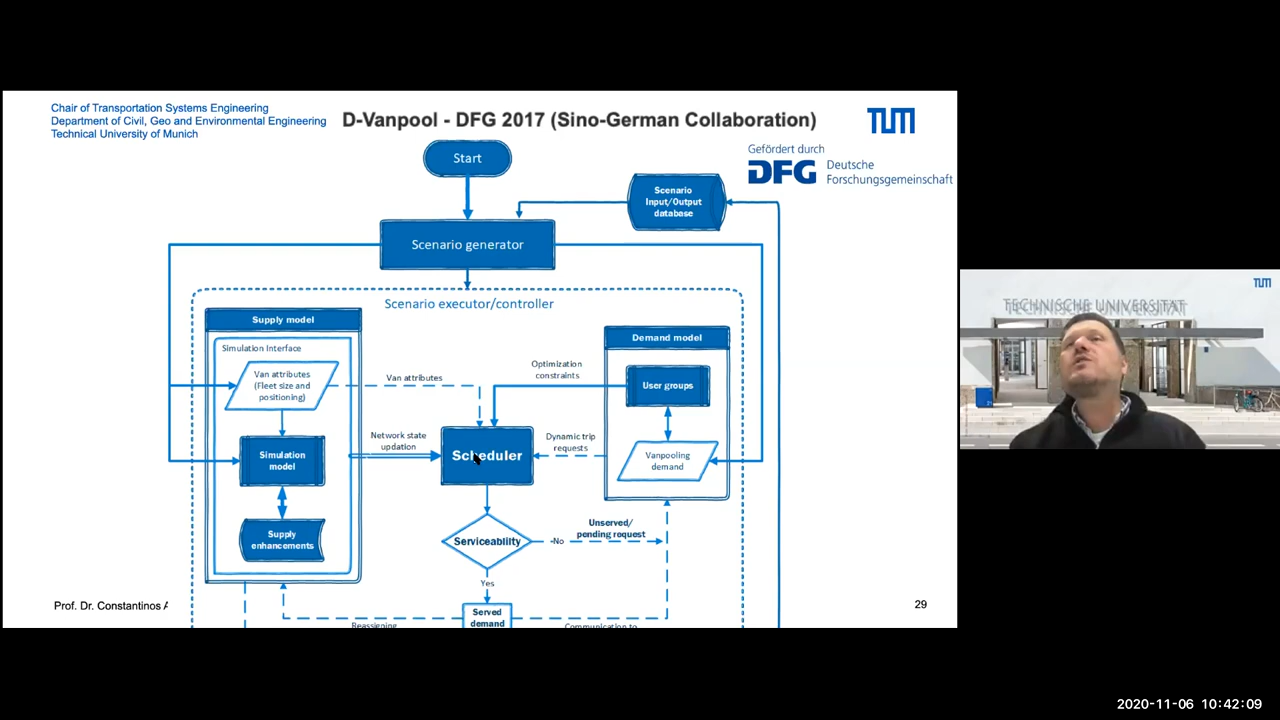 Chair of Transportation Systems Engineering
Department of Civil, Geo and Environmental Engineering
Technical University of Munich
D-Vanpool - DFG 2017 (Sino-German Collaboration)
TUM
Gefördert durch
DFG Deutsche
Forschungsgemeinschaft
Start
Scenario
Input/Output
database
Scenario generator
Scenario executor/controller
Supply model
Simulation Interface
Van attributes
(Fleet size and
positioning)
Simulation
model
Supply
enhancements
Van attributes
Network state
updation
Optimization
constraints
Scheduler
Dynamic trip
requests
Demand model
User groups
Vanpooling
demand
Serviceability
No
Unserved/
pending request
Yes
Served
demand
Reassigning
Communication to
Prof. Dr. Constantinos A
29
TUM
TECHNISCHE UNIVERSITÄT
2020-11-06 10:42:09